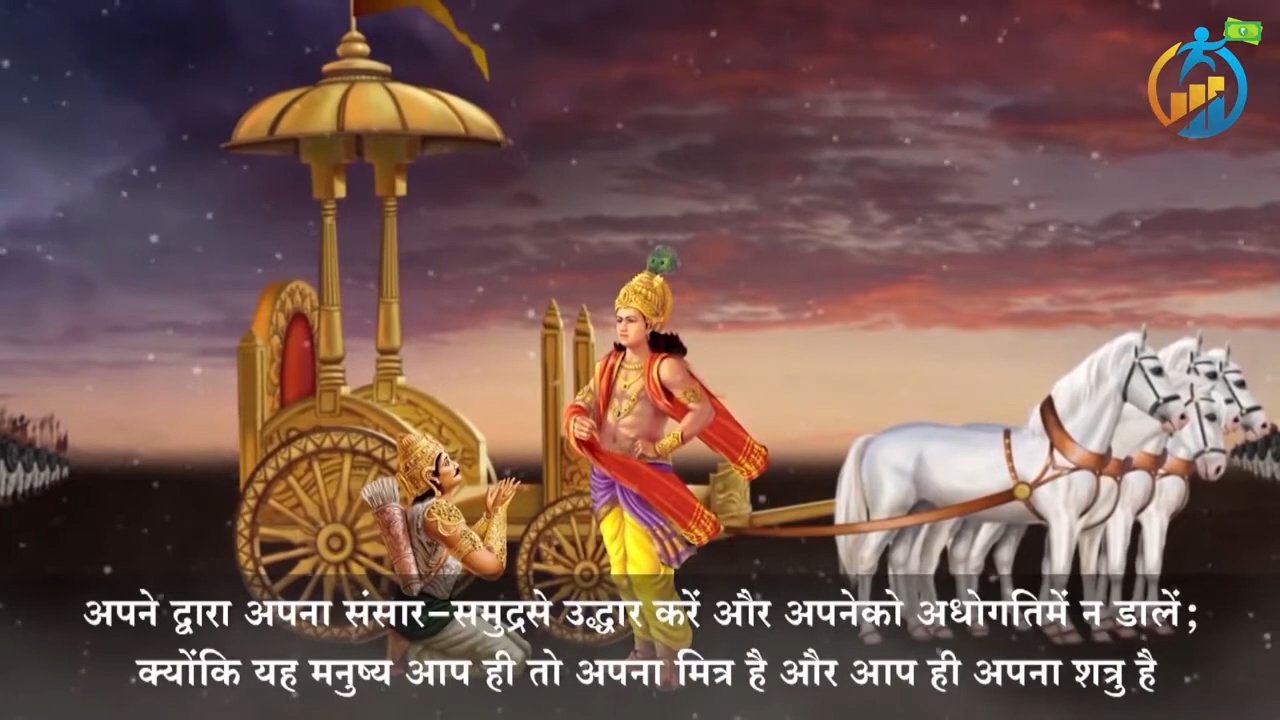 अपने द्वारा अपना संसार-समुद्रसे उद्धार करें और अपनेको अधोगतिमें न डालें;
क्योंकि यह मनुष्य आप ही तो अपना मित्र है और आप ही अपना शत्रु है